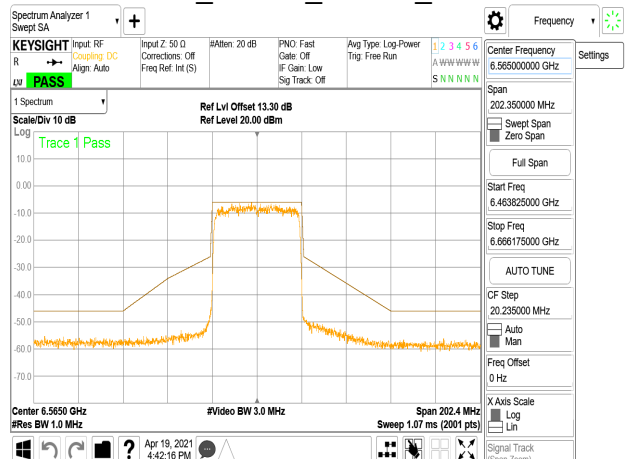 Spectrum Analyzer 1
Swept SA
Frequency
KEYSIGHT
R
LXI
PASS
Input: RF
Coupling: DC
Align: Auto
Input Z: 50 Ω
Corrections: Off
Freq Ref: Int (S)
#Atten: 20 dB
PNO: Fast
Gate: Off
IF Gain: Low
Sig Track: Off
Avg Type: Log-Power
Trig: Free Run
1 2 3 4 5 6
A W W W W W
S N N N N N
1 Spectrum
Scale/Div 10 dB
Ref Lvl Offset 13.30 dB
Ref Level 20.00 dBm
Log
Trace 1 Pass
10.0
0.00
-10.0
-20.0
-30.0
-40.0
-50.0
-60.0
-70.0
Center 6.5650 GHz
#Res BW 1.0 MHz
#Video BW 3.0 MHz
Span 202.4 MHz
Sweep 1.07 ms (2001 pts)
Apr 19, 2021
4:42:16 PM
Settings
Center Frequency
6.565000000 GHz
Span
202.350000 MHz
Swept Span
Zero Span
Full Span
Start Freq
6.463825000 GHz
Stop Freq
6.666175000 GHz
AUTO TUNE
CF Step
20.235000 MHz
Auto
Man
Freq Offset
0 Hz
X Axis Scale
Log
Lin
Signal Track